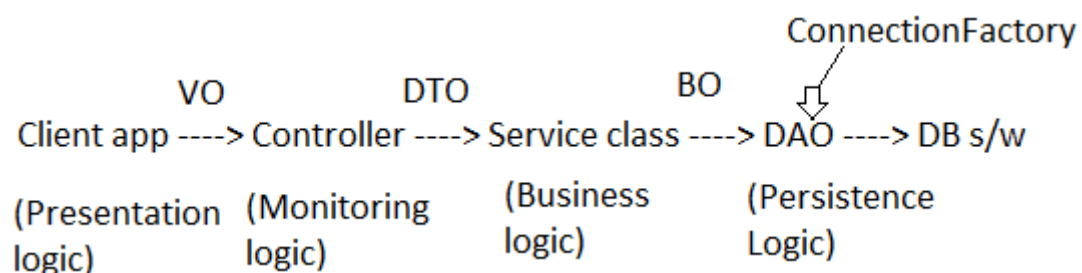 ConnectionFactory
VO DTO BO
Client app ----> Controller ----> Service class ----> DAO ----> DB s/w
(Presentation logic) (Monitoring logic) (Business logic) (Persistence Logic)